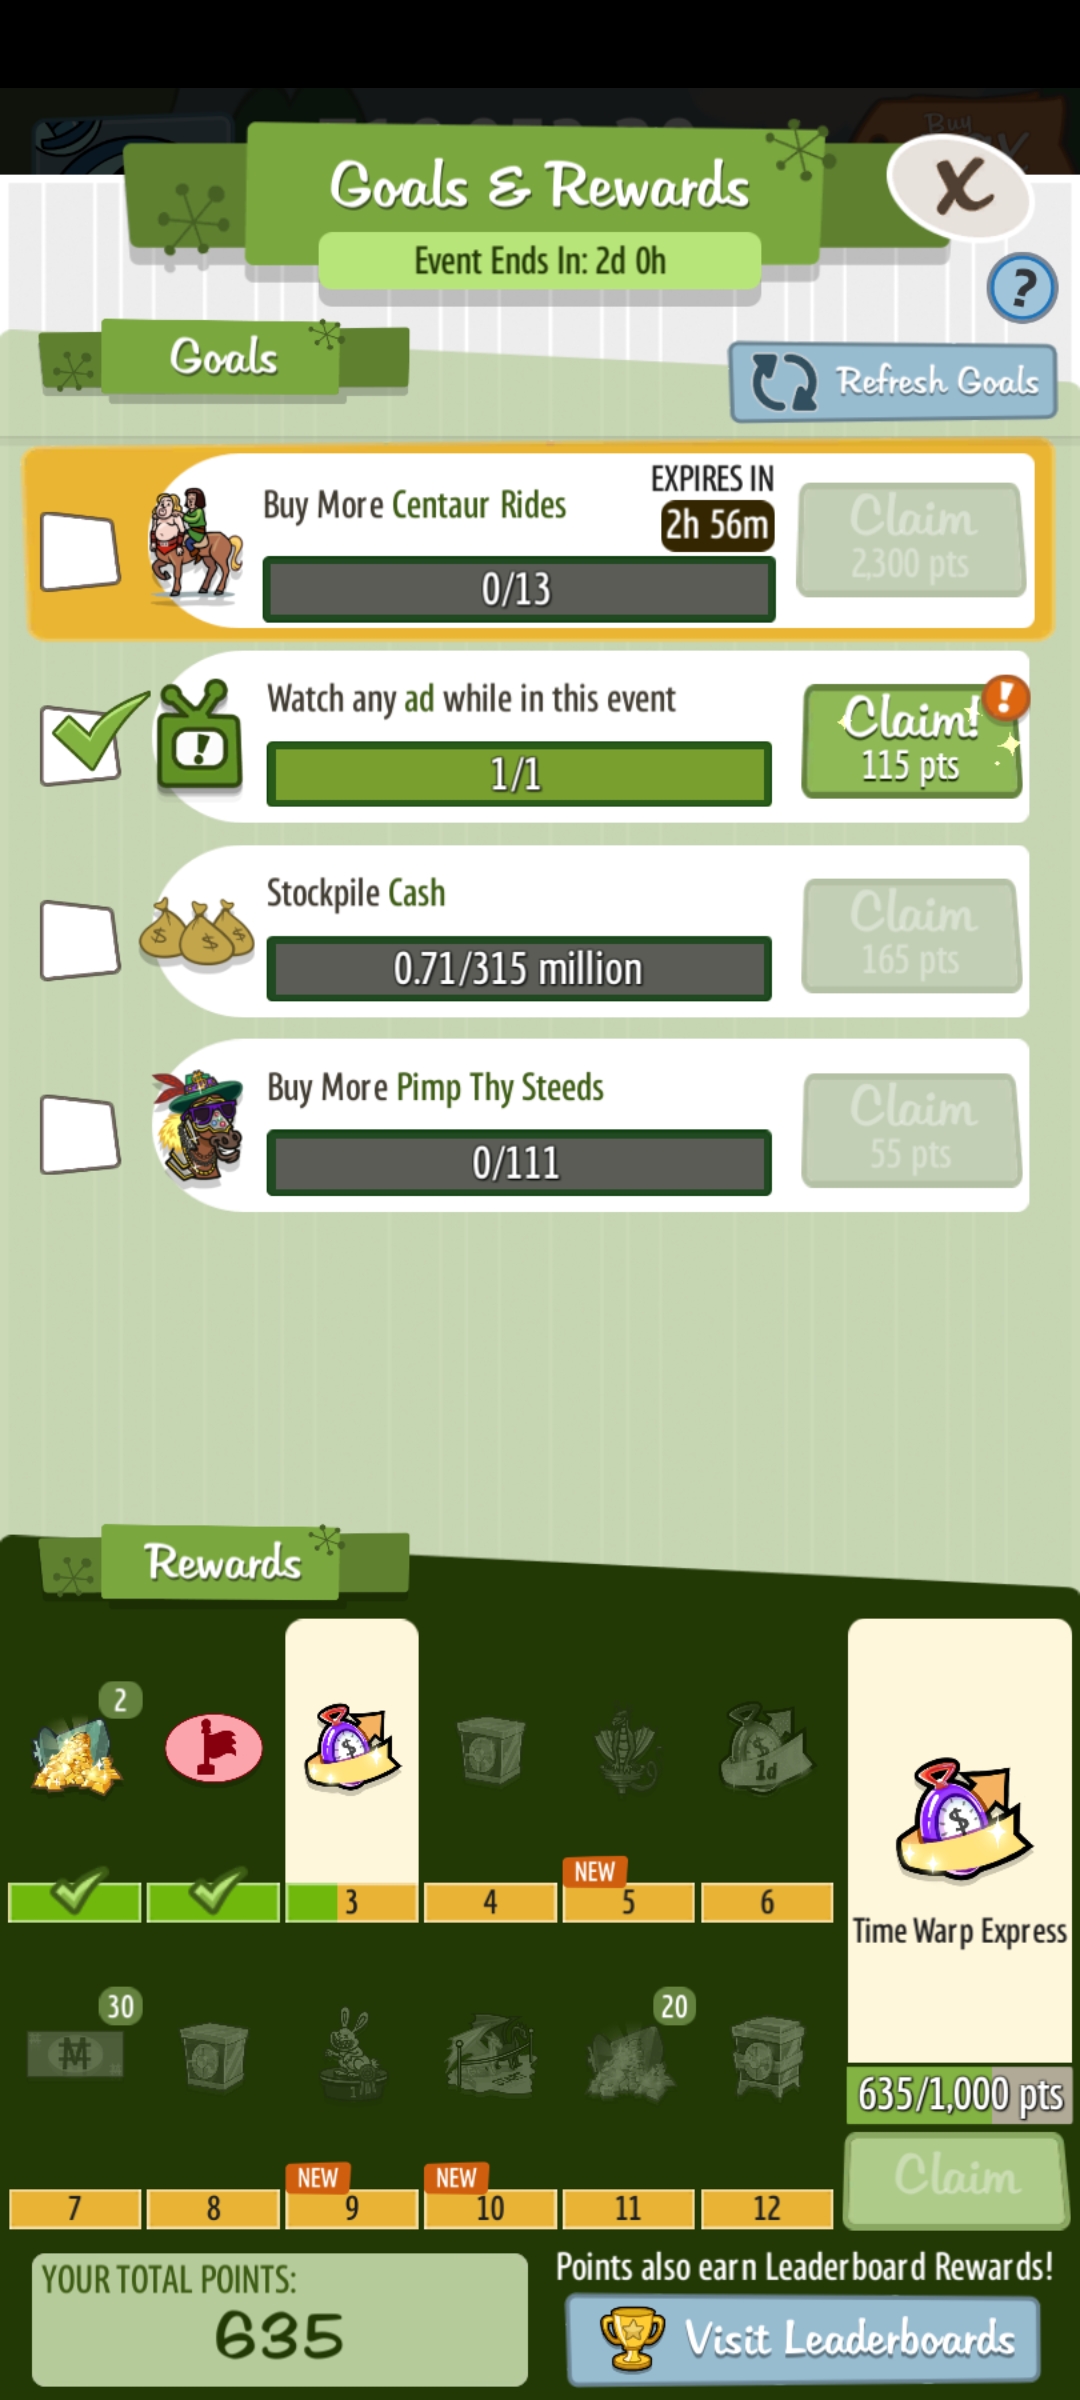 Buy
Goals & Rewards
X
Event Ends In: 2d 0h
?
Goals
Refresh Goals
Buy More Centaur Rides
EXPIRES IN
2h 56m
0/13
Claim
2,300 pts
Watch any ad while in this event
1/1
Claim!
115 pts
!
Stockpile Cash
0.71/315 million
Claim
165 pts
Buy More Pimp Thy Steeds
0/111
Claim
55 pts
Rewards
2
1d
3
4
NEW
5
6
Time Warp Express
30
20
635/1,000 pts
Claim
7
8
NEW
9
NEW
10
11
12
YOUR TOTAL POINTS:
635
Points also earn Leaderboard Rewards!
Visit Leaderboards